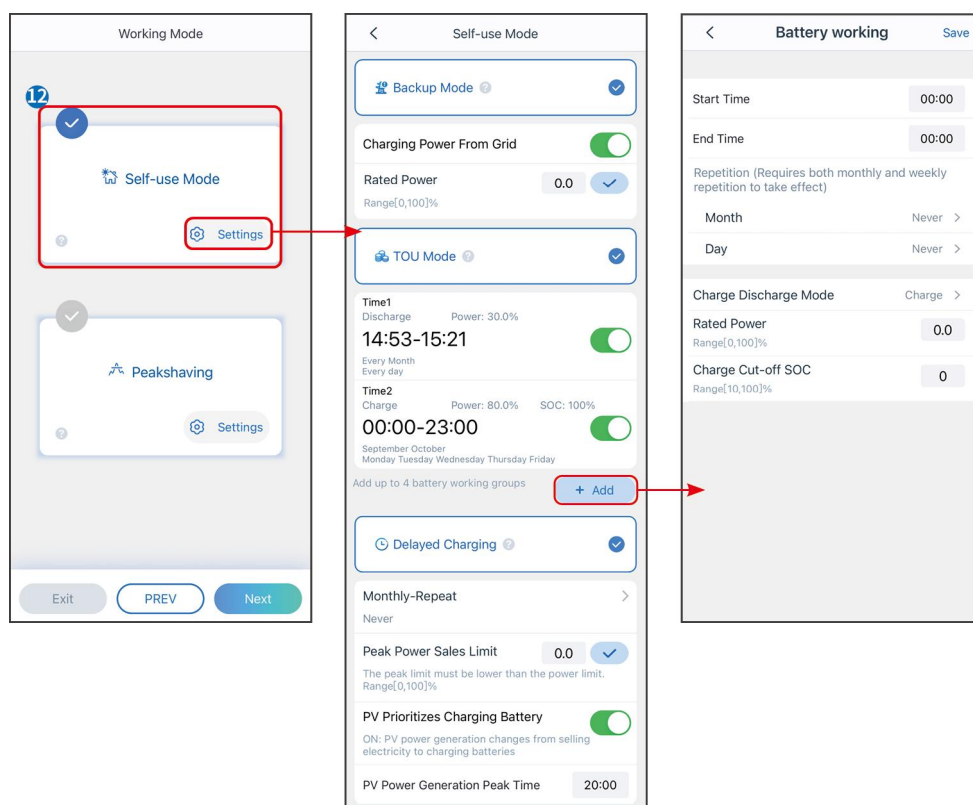 Working Mode
12
Self-use Mode
Settings
Peakshaving
Settings
Exit
PREV
Next
Self-use Mode
Backup Mode
Charging Power From Grid
Rated Power 0.0
Range[0,100]%
TOU Mode
Time1
Discharge Power: 30.0%
14:53-15:21
Every Month
Every day
Time2
Charge Power: 80.0% SOC: 100%
00:00-23:00
September October
Monday Tuesday Wednesday Thursday Friday
Add up to 4 battery working groups
+ Add
Delayed Charging
Monthly-Repeat
Never
Peak Power Sales Limit 0.0
The peak limit must be lower than the power limit.
Range[0,100]%
PV Prioritizes Charging Battery
ON: PV power generation changes from selling
electricity to charging batteries
PV Power Generation Peak Time 20:00
Battery working Save
Start Time 00:00
End Time 00:00
Repetition (Requires both monthly and weekly
repetition to take effect)
Month Never
Day Never
Charge Discharge Mode Charge
Rated Power 0.0
Range[0,100]%
Charge Cut-off SOC 0
Range[10,100]%